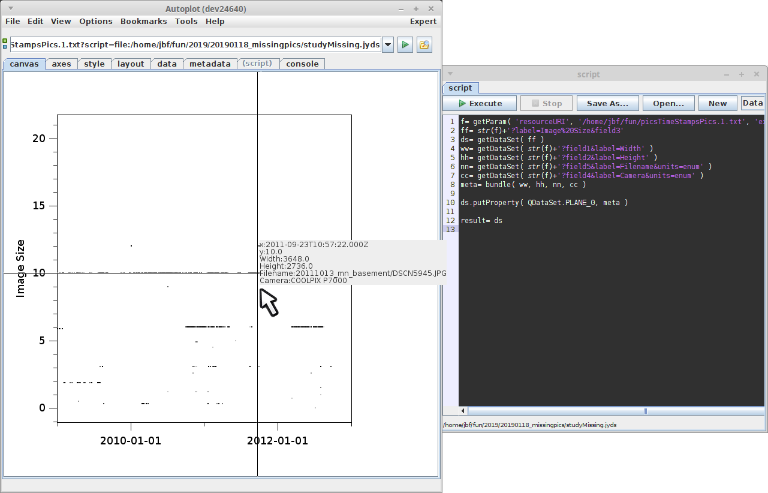 Autoplot (dev24640)
File Edit View Options Bookmarks Tools Help Expert
StampsPics.1.txt?script=file:/home/jbf/fun/2019/20190118_missingpics/studyMissing.jyds
canvas axes style layout data metadata (script) console
20
15
10
5
0
Image Size
2010-01-01 2012-01-01
x:2011-09-23T10:57:22.000Z
y:10.0
Width:3648.0
Height:2736.0
Filename:20111013_mn_basement/DSCN5945.JPG
Camera:COOLPIX P7000
script
script
Execute Stop Save As... Open... New Data
1 f= getParam( 'resourceURI', '/home/jbf/fun/picsTimeStampsPics.1.txt', 'ex
2 ff= str(f)+'?label=Image%20Size&field3'
3 ds= getDataSet( ff )
4 ww= getDataSet( str(f)+'?field1&label=Width' )
5 hh= getDataSet( str(f)+'?field2&label=Height' )
6 nn= getDataSet( str(f)+'?field5&label=Filename&units=enum' )
7 cc= getDataSet( str(f)+'?field4&label=Camera&units=enum' )
8 meta= bundle( ww, hh, nn, cc )
9
10 ds.putProperty( QDataSet.PLANE_0, meta )
11
12 result= ds
13
/home/jbf/fun/2019/20190118_missingpics/studyMissing.jyds